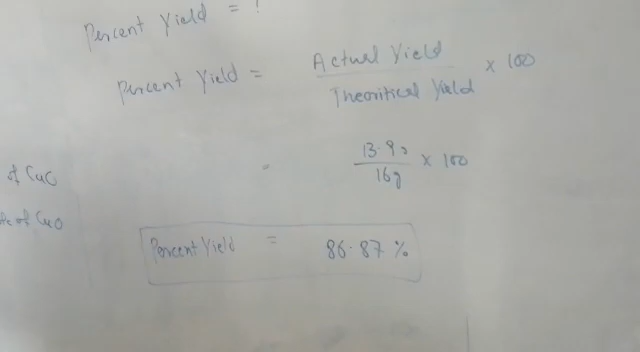 Percent Yield = ?
Percent Yield = Actual Yield
Theoritical Yield × 100
of CuO
= 13.9g
16g × 100
of CuO
Percent Yield = 86.87 %